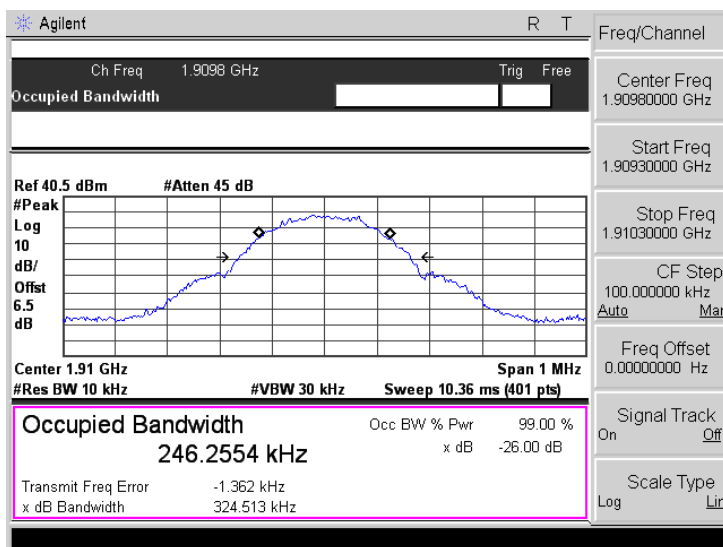 Agilent
R T
Freq/Channel
Ch Freq 1.9098 GHz
Trig Free
Occupied Bandwidth
Center Freq
1.90980000 GHz
Start Freq
1.90930000 GHz
Stop Freq
1.91030000 GHz
CF Step
100.000000 kHz
Auto Man
Freq Offset
0.00000000 Hz
Signal Track
On Off
Scale Type
Log Lin
Ref 40.5 dBm #Atten 45 dB
#Peak
Log
10
dB/
Offst
6.5
dB
Center 1.91 GHz Span 1 MHz
#Res BW 10 kHz #VBW 30 kHz Sweep 10.36 ms (401 pts)
Occupied Bandwidth
246.2554 kHz
Occ BW % Pwr 99.00 %
x dB -26.00 dB
Transmit Freq Error -1.362 kHz
x dB Bandwidth 324.513 kHz